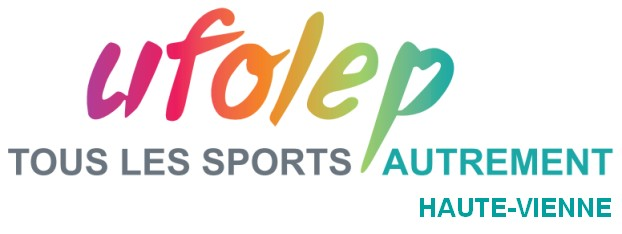 ufolep
TOUS LES SPORTS AUTREMENT
HAUTE-VIENNE